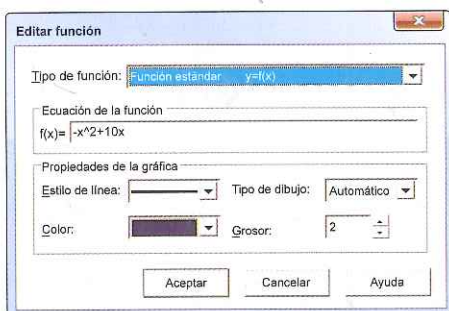 Editar función
Tipo de función: Función estándar y=f(x)
Ecuación de la función
f(x)= -x^2+10x
Propiedades de la gráfica
Estilo de línea: Tipo de dibujo: Automático
Color: Grosor: 2
Aceptar Cancelar Ayuda